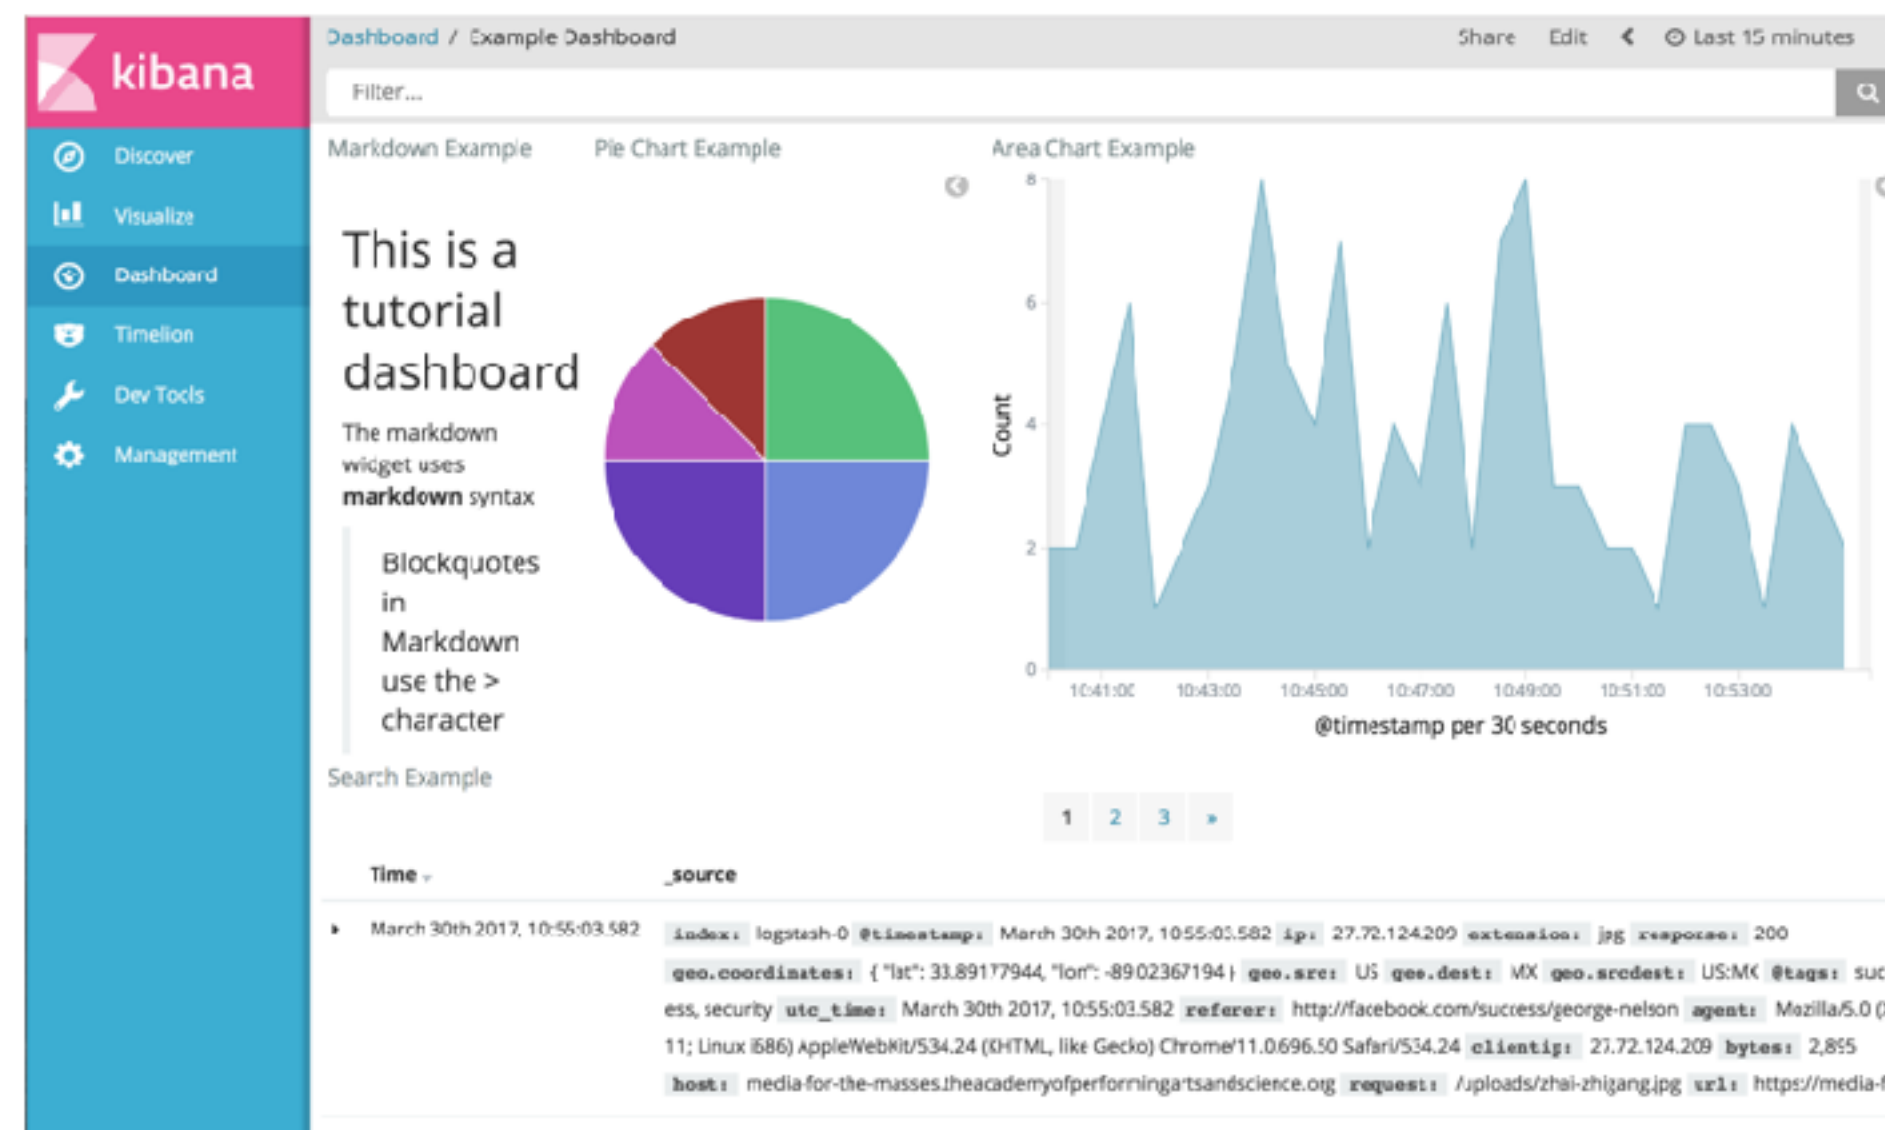 kibana
Dashboard / Example Dashboard
Share Edit Last 15 minutes
Filter...
Discover
Visualize
Dashboard
Timelion
Dev Tools
Management
Markdown Example
This is a
tutorial
dashboard
The markdown
widget uses
markdown syntax
Blockquotes
in
Markdown
use the >
character
Pie Chart Example
Area Chart Example
8
6
4
2
0
Count
10:41:00 10:43:00 10:45:00 10:47:00 10:49:00 10:51:00 10:53:00
@timestamp per 30 seconds
Search Example
1 2 3 »
Time _source
March 30th 2017, 10:55:03.582 index: logstash-0 @timestamp: March 30th 2017, 10:55:03.582 ip: 27.72.124.209 extension: jpg response: 200
geo.coordinates: { "lat": 33.89177944, "lon": -89.02367194 } geo.src: US geo.dest: MX geo.srcdest: US:MX @tags: suc
ess, security utc_time: March 30th 2017, 10:55:03.582 referer: http://facebook.com/success/george-nelson agent: Mozilla/5.0 (
11; Linux i686) AppleWebKit/534.24 (KHTML, like Gecko) Chrome/11.0.696.50 Safari/534.24 clientip: 27.72.124.209 bytes: 2,895
host: media-for-the-masses.theacademyofperformingartsandscience.org request: /uploads/zhai-zhigang.jpg url: https://media-f